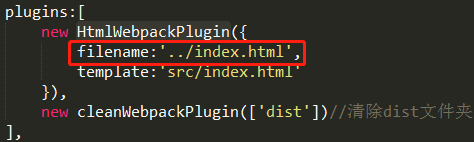 plugins:[
new HtmlWebpackPlugin({
filename:'../index.html',
template:'src/index.html'
}),
new cleanWebpackPlugin(['dist'])//清除dist文件夹
],